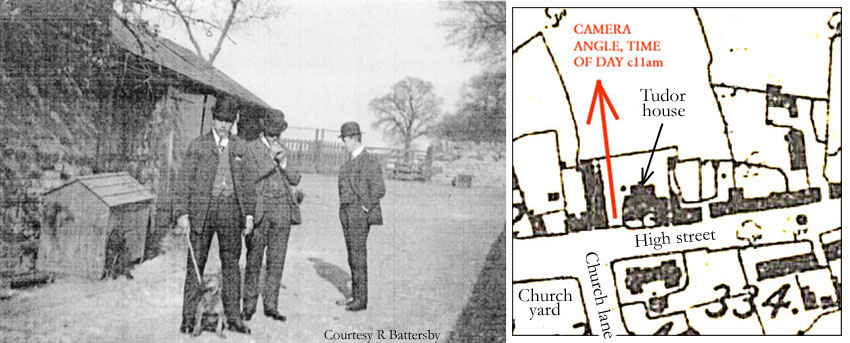 Courtesy R Battersby
CAMERA
ANGLE, TIME
OF DAY c11am
Tudor
house
High street
Church lane
Church
yard
334.